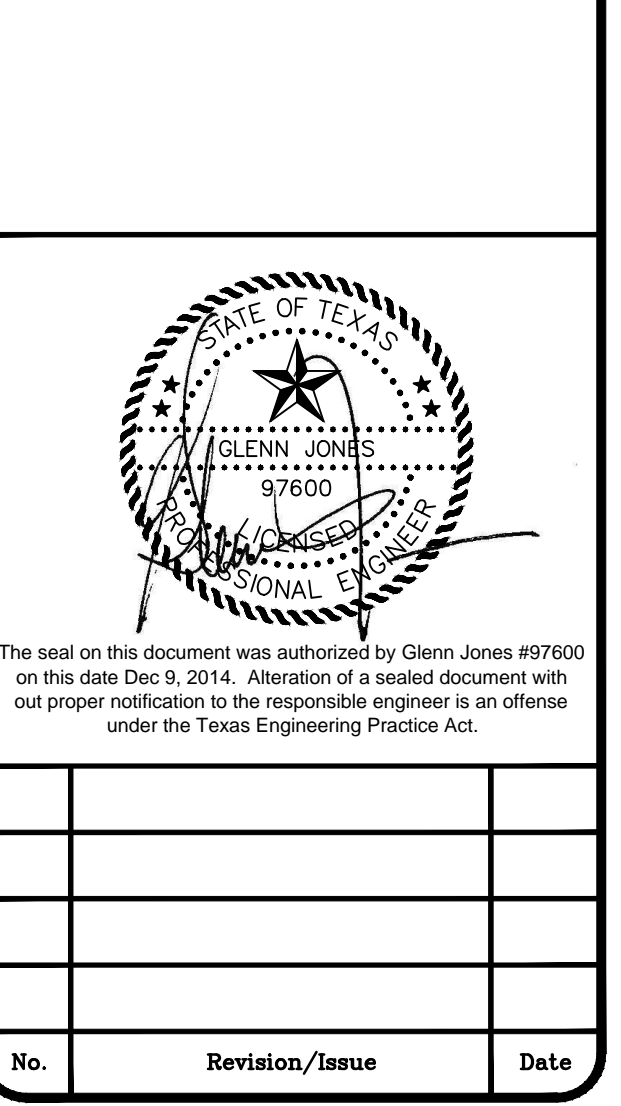 STATE OF TEXAS
GLENN JONES
97600
LICENSED
PROFESSIONAL ENGINEER
The seal on this document was authorized by Glenn Jones #97600
on this date Dec 9, 2014. Alteration of a sealed document with
out proper notification to the responsible engineer is an offense
under the Texas Engineering Practice Act.
No. Revision/Issue Date